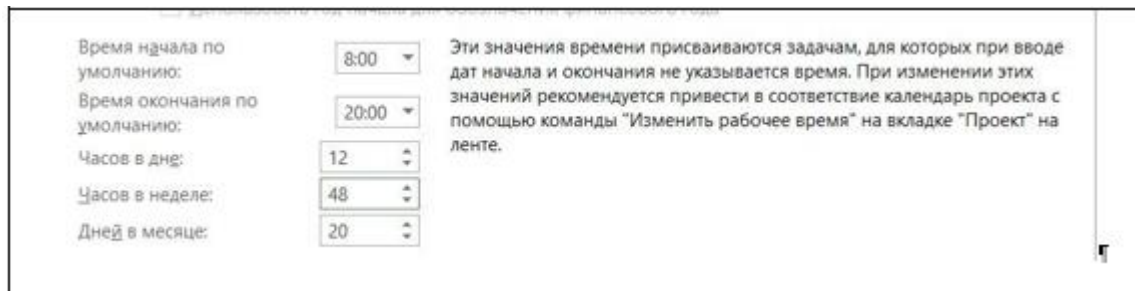 Время начала по умолчанию:
8:00
Эти значения времени присваиваются задачам, для которых при вводе
дат начала и окончания не указывается время. При изменении этих
значений рекомендуется привести в соответствие календарь проекта с
помощью команды "Изменить рабочее время" на вкладке "Проект" на
ленте.
Время окончания по умолчанию:
20:00
Часов в дне:
12
Часов в неделе:
48
Дней в месяце:
20
¶